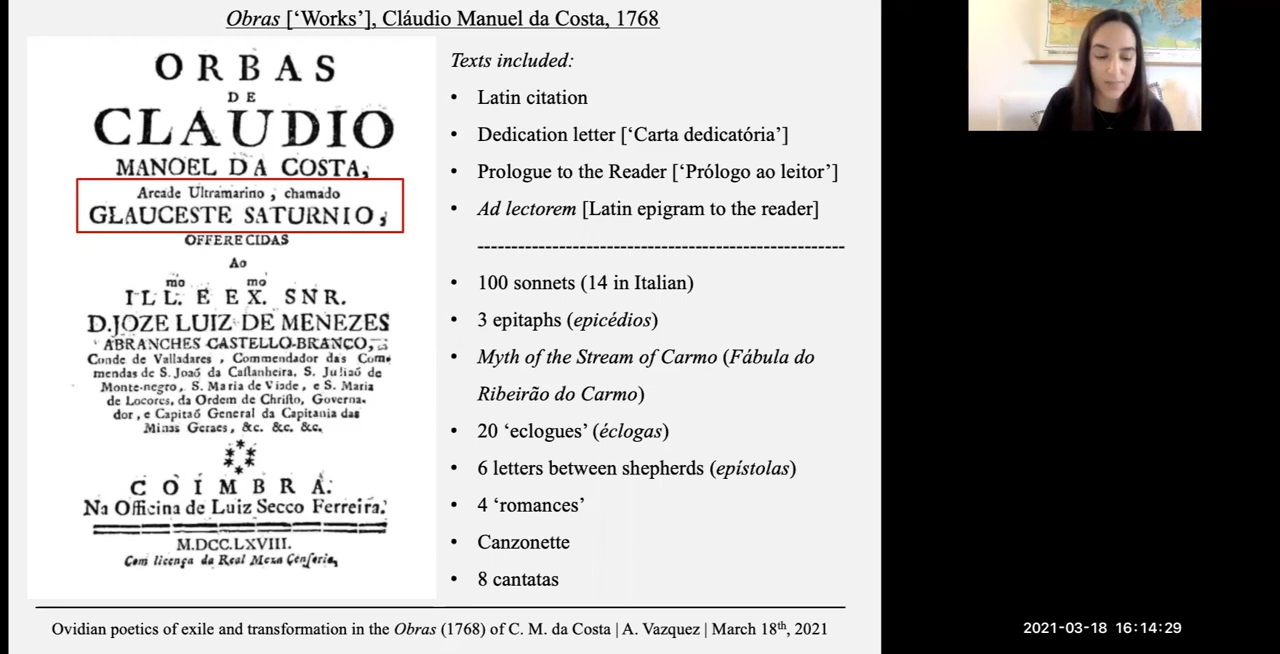 Obras [‘Works’], Cláudio Manuel da Costa, 1768
ORBAS
DE
CLAUDIO
MANOEL DA COSTA,
Arcade Ultramarino, chamado
GLAUCESTE SATURNIO,
OFFERECIDAS
Ao
ILL.mo E EX.mo SNR.
D.JOZE LUIZ DE MENEZES
ABRANCHES CASTELLO-BRANCO,
Conde de Valladares, Commendador das Com-
mendas de S. Joaõ da Castanheira, S. Juliaõ de
Monte-negro, S. Maria de Viade, e S. Maria
de Locores, da Ordem de Christo, Governa-
dor, e Capitaõ General da Capitania das
Minas Geraes, &c. &c. &c.
COIMBRA:
Na Officina de Luiz Secco Ferreira.
M.DCC.LXVIII.
Com licença da Real Meza Censoria,
Texts included:
• Latin citation
• Dedication letter [‘Carta dedicatória’]
• Prologue to the Reader [‘Prólogo ao leitor’]
• Ad lectorem [Latin epigram to the reader]
--------------------------------------------------------
• 100 sonnets (14 in Italian)
• 3 epitaphs (epicédios)
• Myth of the Stream of Carmo (Fábula do
Ribeirão do Carmo)
• 20 ‘eclogues’ (éclogas)
• 6 letters between shepherds (epístolas)
• 4 ‘romances’
• Canzonette
• 8 cantatas
Ovidian poetics of exile and transformation in the Obras (1768) of C. M. da Costa | A. Vazquez | March 18th, 2021
2021-03-18 16:14:29